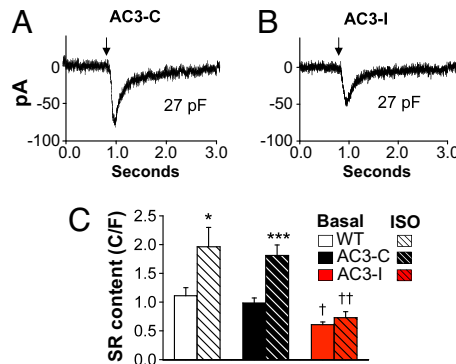 A AC3-C
pA
0
-50
-100
27 pF
0.0 1.0 2.0 3.0
Seconds
B AC3-I
0
-50
-100
27 pF
0.0 1.0 2.0 3.0
Seconds
C
SR content (C/F)
2.5
2.0
1.5
1.0
0.5
0.0
* *** † ††
Basal ISO
WT
AC3-C
AC3-I